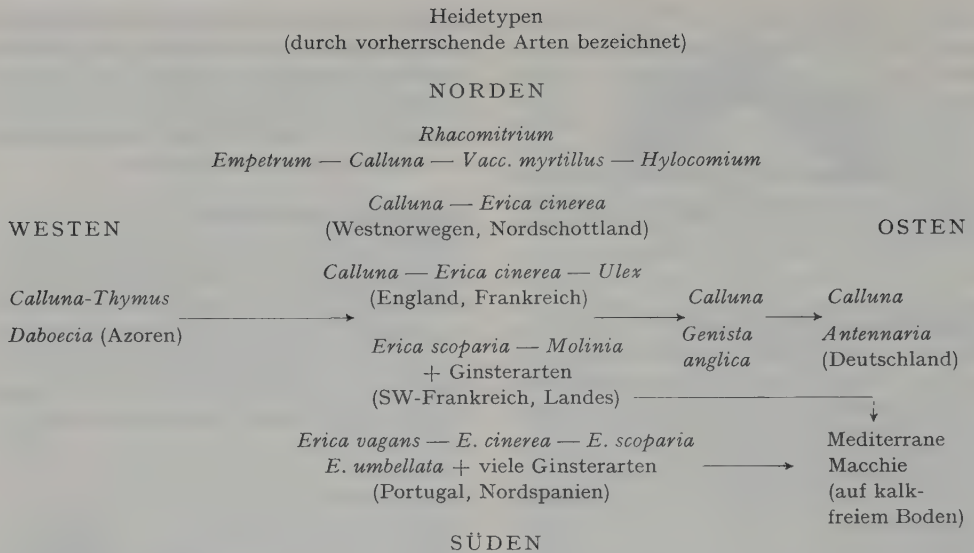 Heidetypen
(durch vorherrschende Arten bezeichnet)
NORDEN
Rhacomitrium
Empetrum — Calluna — Vacc. myrtillus — Hylocomium
Calluna — Erica cinerea
WESTEN (Westnorwegen, Nordschottland) OSTEN
Calluna — Erica cinerea — Ulex
Calluna-Thymus (England, Frankreich) Calluna Calluna
Daboecia (Azoren) Genista Antennaria
Erica scoparia — Molinia anglica (Deutschland)
+ Ginsterarten
(SW-Frankreich, Landes)
Erica vagans — E. cinerea — E. scoparia Mediterrane
E. umbellata + viele Ginsterarten Macchie
(Portugal, Nordspanien) (auf kalk-
freiem Boden)
SÜDEN